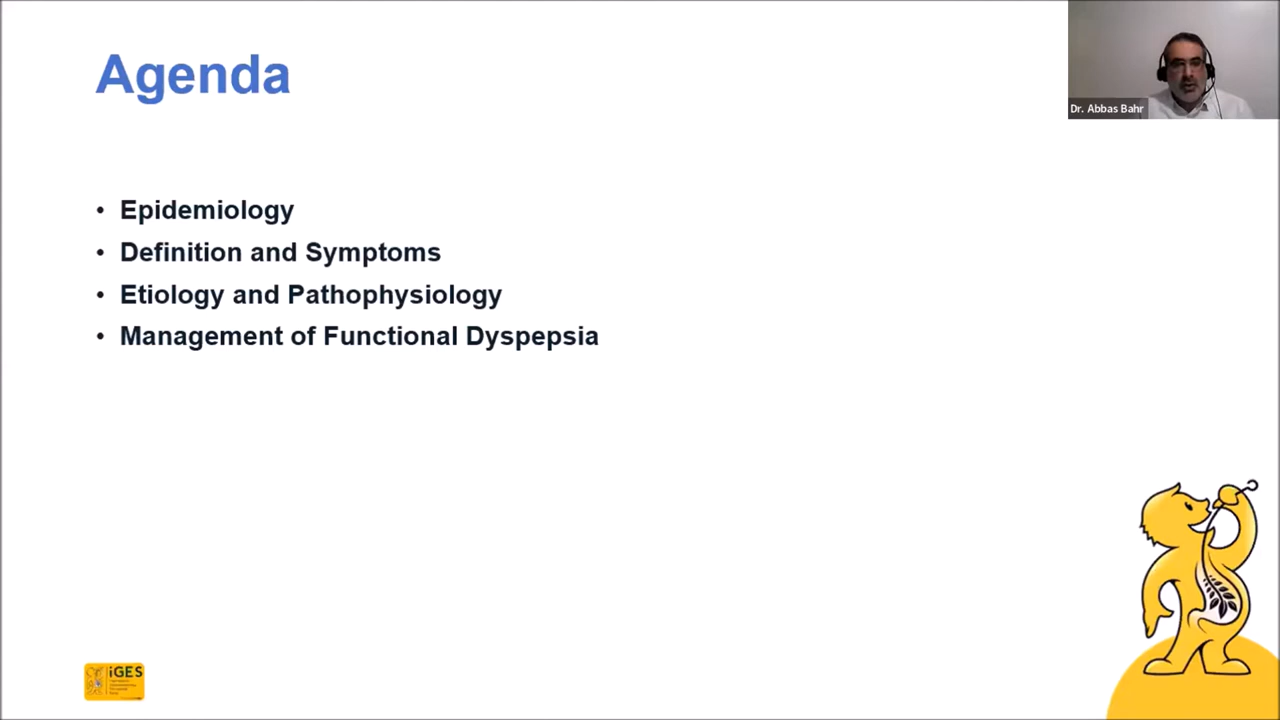 Agenda
Dr. Abbas Bahr
• Epidemiology
• Definition and Symptoms
• Etiology and Pathophysiology
• Management of Functional Dyspepsia
iGES